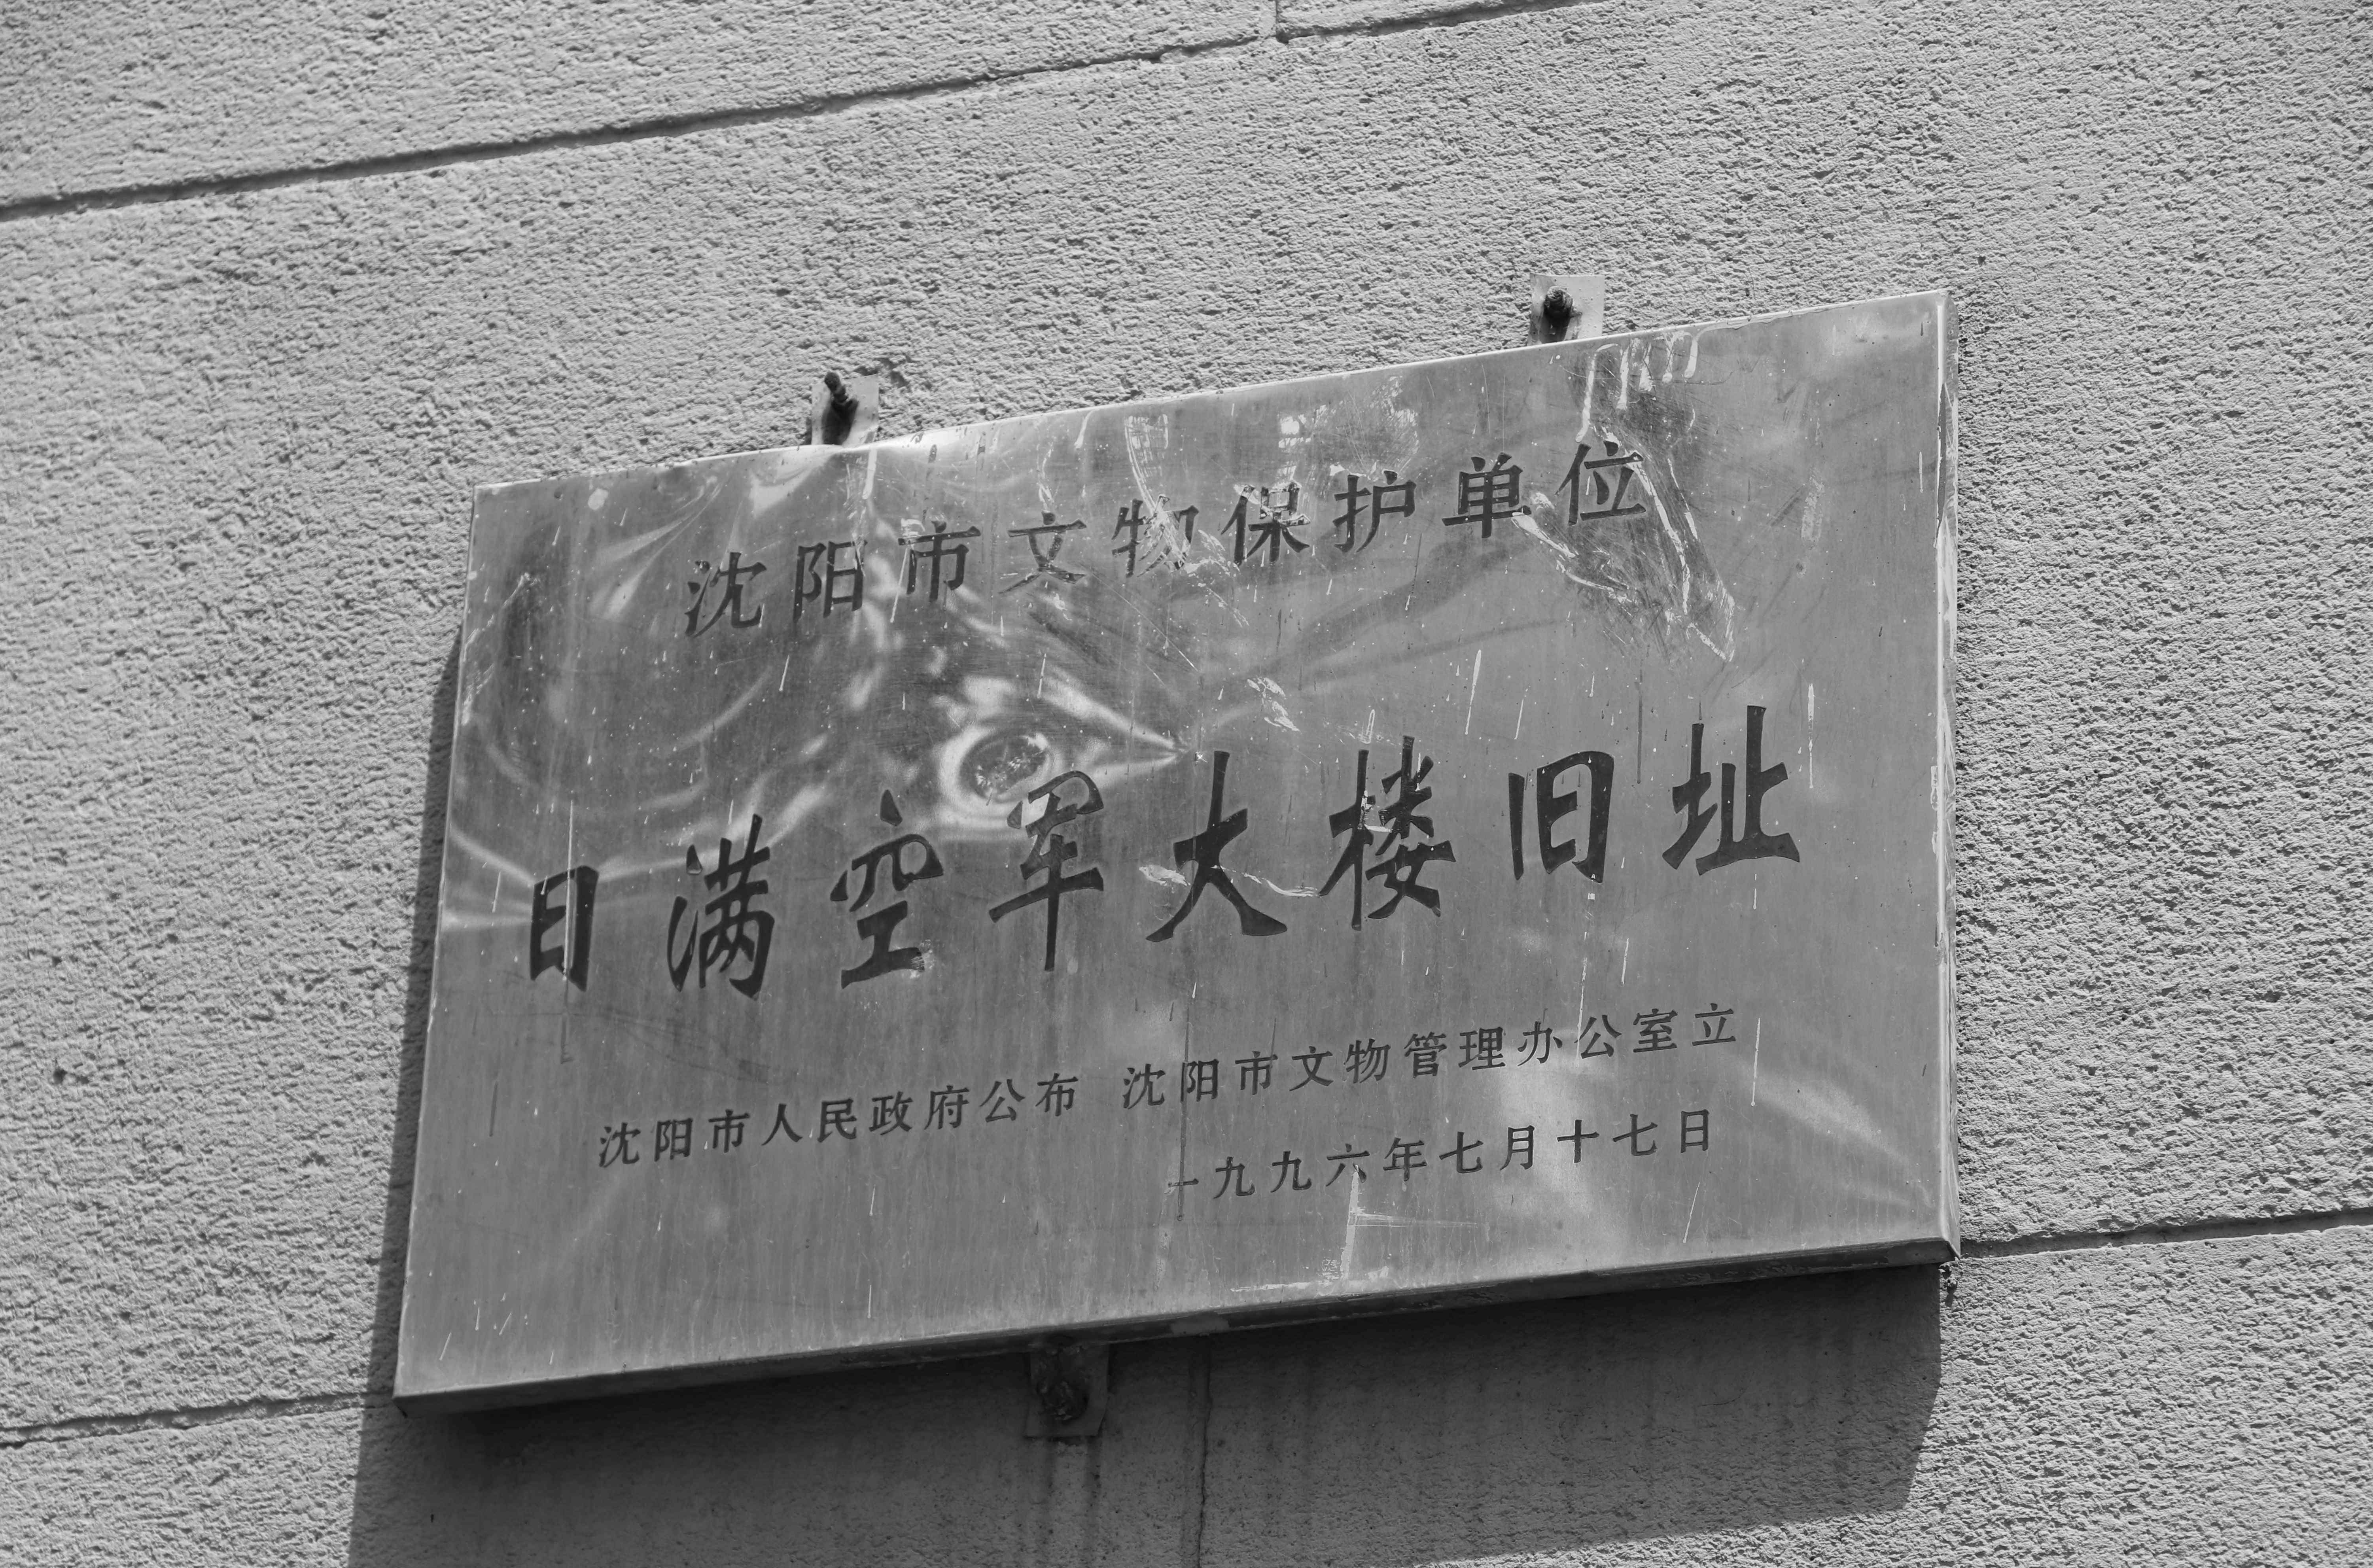 沈阳市文物保护单位
日满空军大楼旧址
沈阳市人民政府公布 沈阳市文物管理办公室立
一九九六年七月十七日